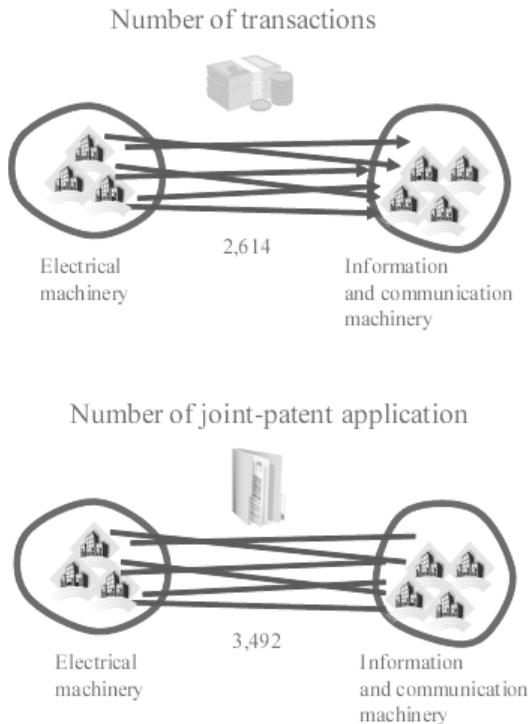 Number of transactions
2,614
Electrical
machinery
Information
and communication
machinery
Number of joint-patent application
3,492
Electrical
machinery
Information
and communication
machinery